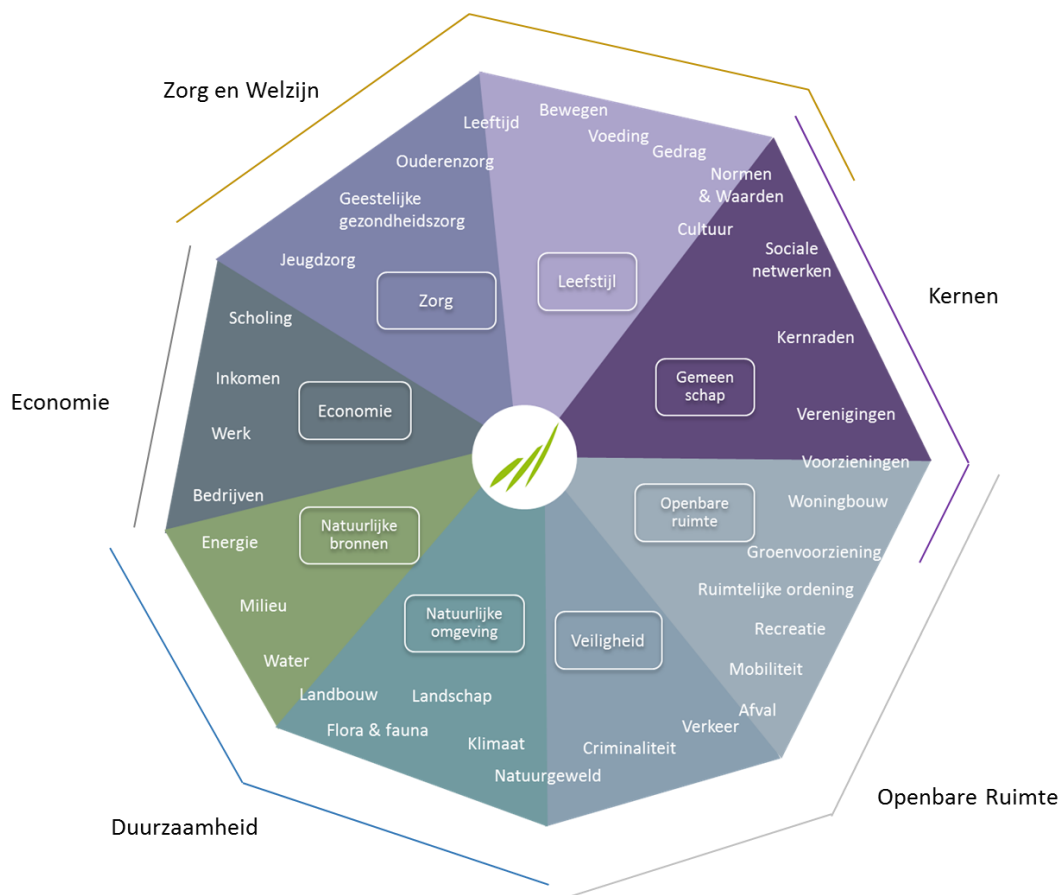 Zorg en Welzijn
Leeftijd
Bewegen
Voeding
Gedrag
Normen
& Waarden
Cultuur
Leefstijl
Ouderenzorg
Geestelijke
gezondheidszorg
Jeugdzorg
Zorg
Kernen
Sociale
netwerken
Kernraden
Verenigingen
Voorzieningen
Gemeen
schap
Economie
Scholing
Inkomen
Werk
Bedrijven
Economie
Openbare
ruimte
Woningbouw
Groenvoorziening
Ruimtelijke ordening
Recreatie
Mobiliteit
Afval
Openbare Ruimte
Veiligheid
Verkeer
Criminaliteit
Natuurgeweld
Natuurlijke
omgeving
Landbouw
Landschap
Flora & fauna
Klimaat
Natuurlijke
bronnen
Energie
Milieu
Water
Duurzaamheid